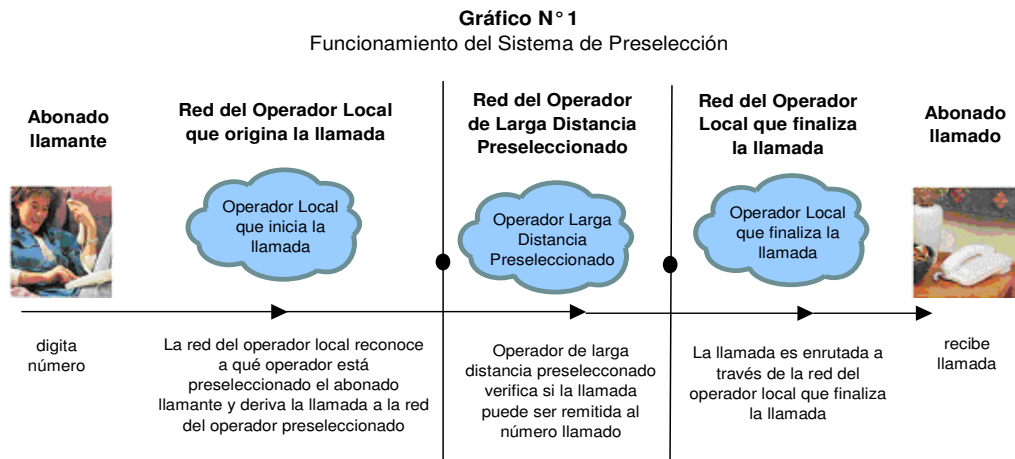 Gráfico N° 1
Funcionamiento del Sistema de Preselección
Abonado
llamante
Red del Operador Local
que origina la llamada
Red del Operador
de Larga Distancia
Preseleccionado
Red del Operador
Local que finaliza
la llamada
Abonado
llamado
Operador Local
que inicia la
llamada
Operador Larga
Distancia
Preseleccionado
Operador Local
que finaliza la
llamada
digita
número
La red del operador local reconoce
a qué operador está
preseleccionado el abonado
llamante y deriva la llamada a la red
del operador preseleccionado
Operador de larga
distancia preselecconado
verifica si la llamada
puede ser remitida al
número llamado
La llamada es enrutada a
través de la red del
operador local que finaliza
la llamada
recibe
llamada